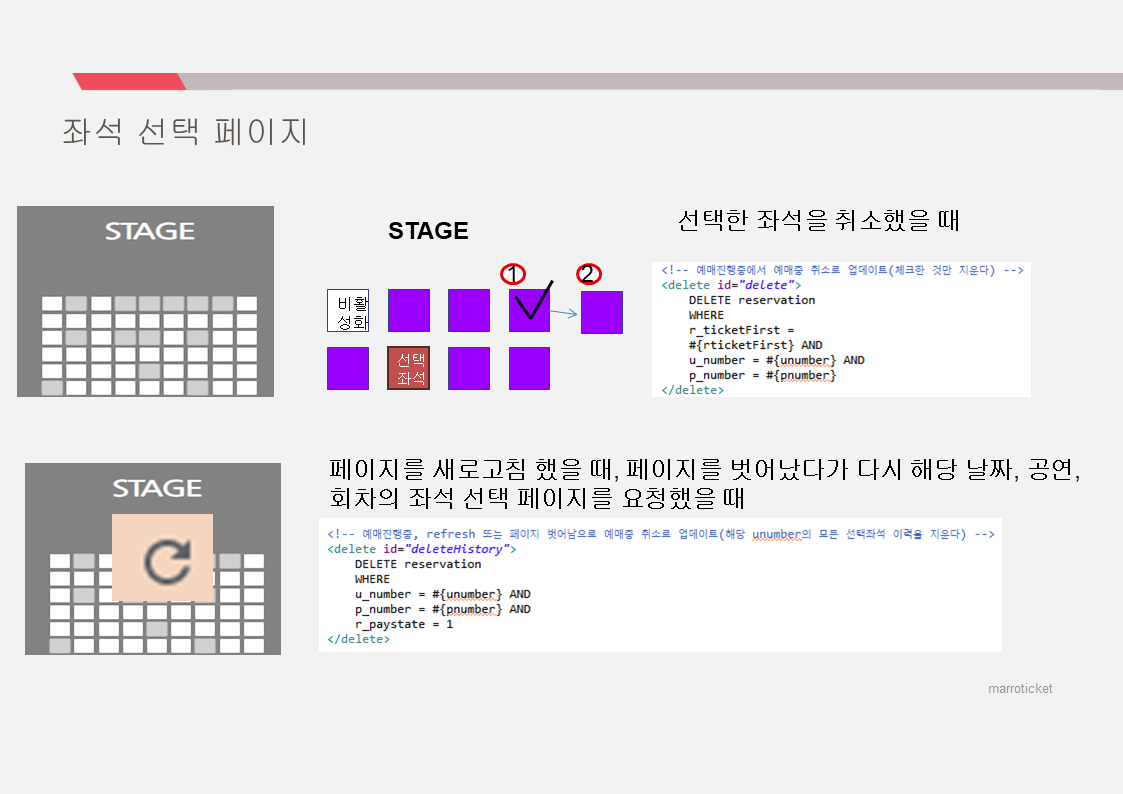 좌석 선택 페이지
STAGE
STAGE
1
2
비활
성화
선택
좌석
선택한 좌석을 취소했을 때
<!-- 예매진행중에서 예매중 취소로 업데이트(체크한 것만 지운다) -->
<delete id="delete">
DELETE reservation
WHERE
r_ticketFirst =
#{rticketFirst} AND
u_number = #{unumber} AND
p_number = #{pnumber}
</delete>
STAGE
페이지를 새로고침 했을 때, 페이지를 벗어났다가 다시 해당 날짜, 공연,
회차의 좌석 선택 페이지를 요청했을 때
<!-- 예매진행중, refresh 뜨는 페이지 벗어남으로 예매중 취소로 업데이트(해당 unumber의 모든 선택좌석 이력을 지운다) -->
<delete id="deleteHistory">
DELETE reservation
WHERE
u_number = #{unumber} AND
p_number = #{pnumber} AND
r_paystate = 1
</delete>
marroticket